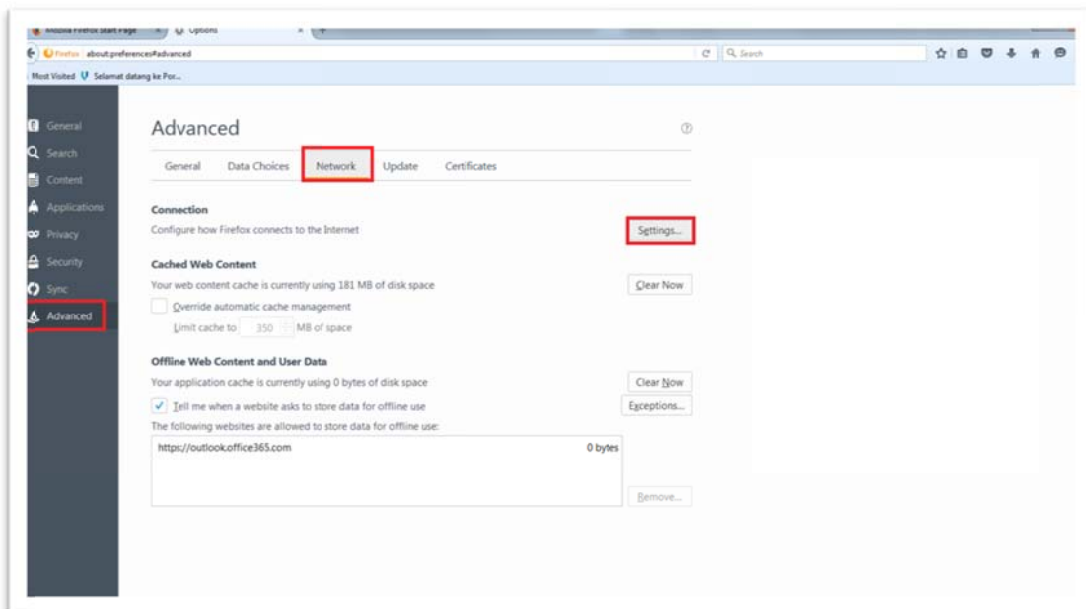 Mozilla Firefox Start Page × Options × +
Firefox about:preferences#advanced Search
Most Visited Selamat datang ke Por...
General
Search
Content
Applications
Privacy
Security
Sync
Advanced
Advanced
General Data Choices Network Update Certificates
Connection
Configure how Firefox connects to the Internet Settings...
Cached Web Content
Your web content cache is currently using 181 MB of disk space Clear Now
Override automatic cache management
Limit cache to 350 MB of space
Offline Web Content and User Data
Your application cache is currently using 0 bytes of disk space Clear Now
Tell me when a website asks to store data for offline use Exceptions...
The following websites are allowed to store data for offline use:
https://outlook.office365.com 0 bytes
Remove...